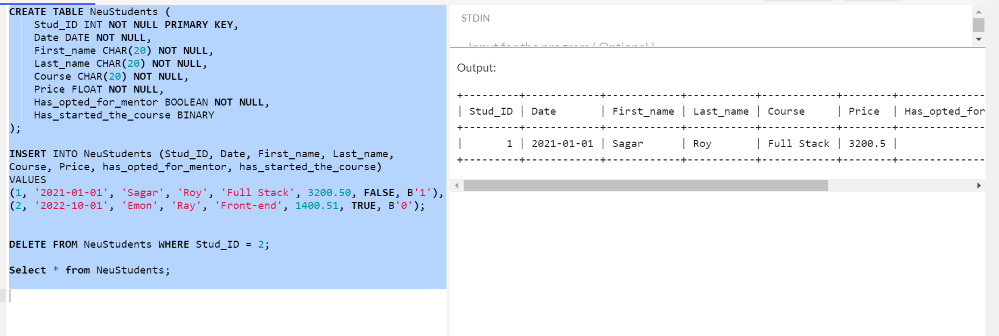 CREATE TABLE NeuStudents (
Stud_ID INT NOT NULL PRIMARY KEY,
Date DATE NOT NULL,
First_name CHAR(20) NOT NULL,
Last_name CHAR(20) NOT NULL,
Course CHAR(20) NOT NULL,
Price FLOAT NOT NULL,
Has_opted_for_mentor BOOLEAN NOT NULL,
Has_started_the_course BINARY
);
INSERT INTO NeuStudents (Stud_ID, Date, First_name, Last_name,
Course, Price, has_opted_for_mentor, has_started_the_course)
VALUES
(1, '2021-01-01', 'Sagar', 'Roy', 'Full Stack', 3200.50, FALSE, B'1'),
(2, '2022-10-01', 'Emon', 'Ray', 'Front-end', 1400.51, TRUE, B'0');
DELETE FROM NeuStudents WHERE Stud_ID = 2;
Select * from NeuStudents;
STDIN
Input for the program ( Optional )
Output:
+---------+------------+------------+-----------+------------+--------+--------------
| Stud_ID | Date       | First_name | Last_name | Course     | Price  | Has_opted_for
+---------+------------+------------+-----------+------------+--------+--------------
|       1 | 2021-01-01 | Sagar      | Roy       | Full Stack | 3200.5 |
+---------+------------+------------+-----------+------------+--------+--------------